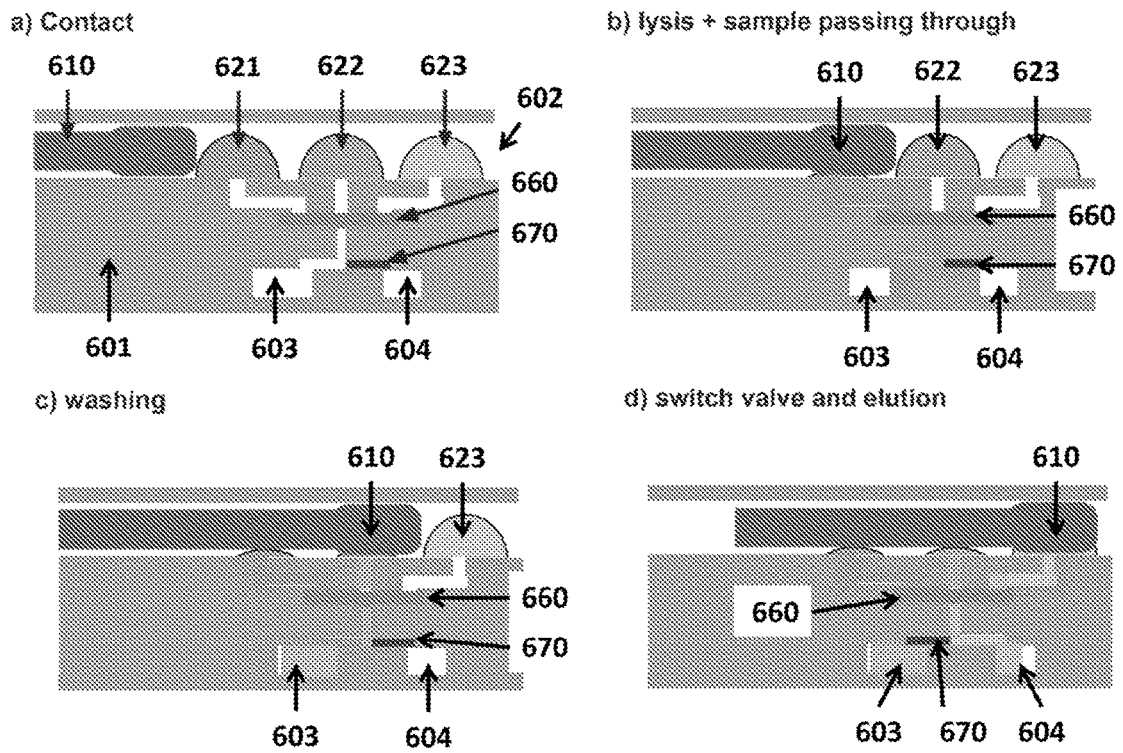 a) Contact
610 621 622 623
602
660
670
601 603 604
b) lysis + sample passing through
610 622 623
660
670
603 604
c) washing
610 623
660
670
603 604
d) switch valve and elution
610
660
603 670 604